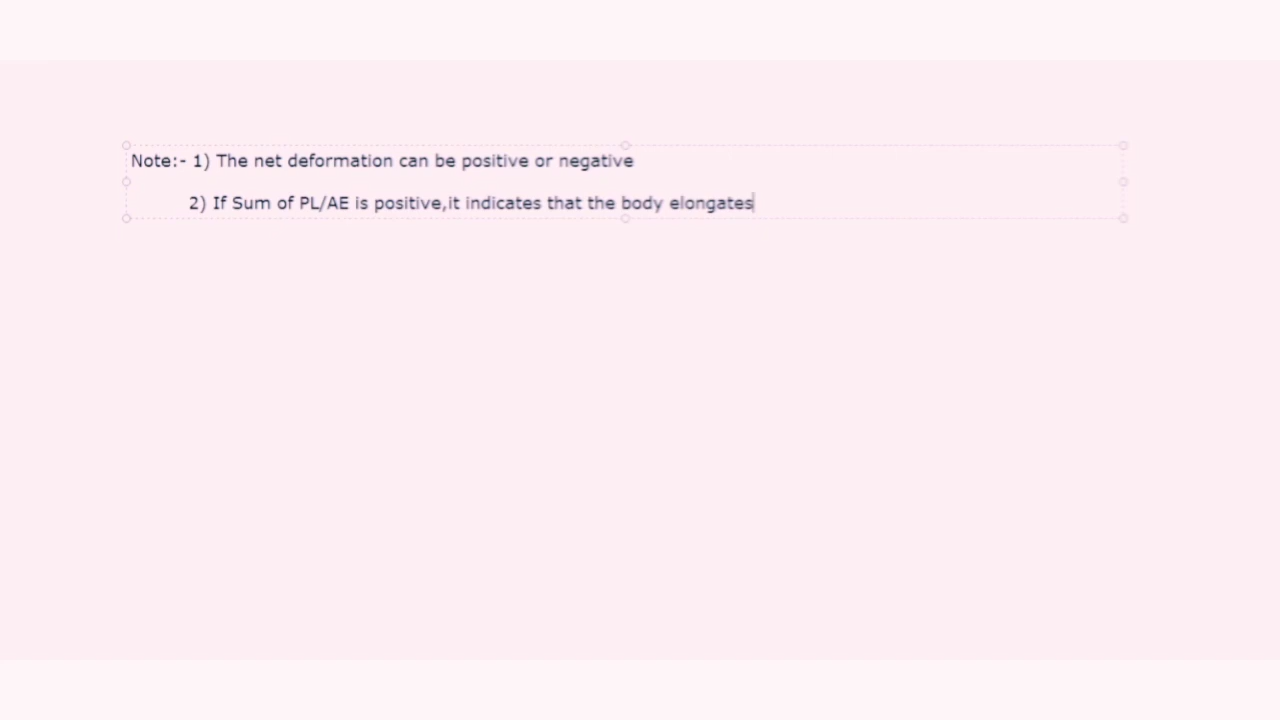 Note:- 1) The net deformation can be positive or negative
2) If Sum of PL/AE is positive,it indicates that the body elongates